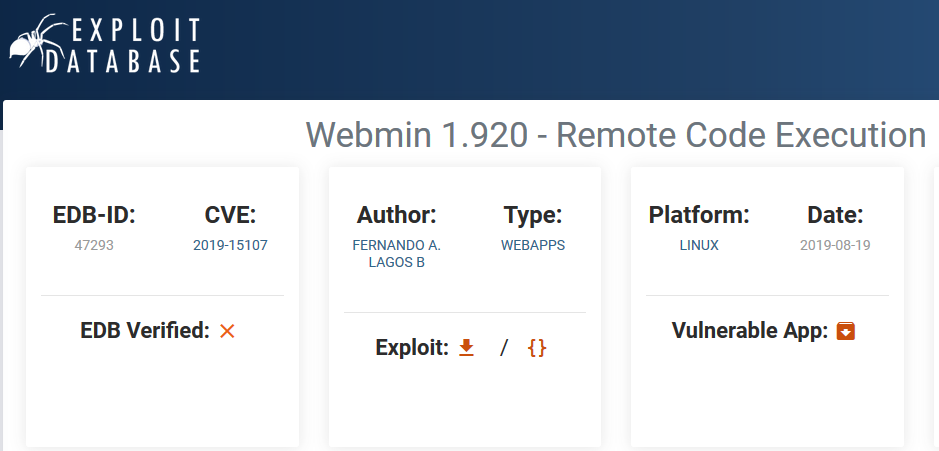 EXPLOIT
DATABASE
Webmin 1.920 - Remote Code Execution
EDB-ID:
47293
CVE:
2019-15107
EDB Verified:
Author:
FERNANDO A.
LAGOS B
Type:
WEBAPPS
Exploit:
/
{}
Platform:
LINUX
Date:
2019-08-19
Vulnerable App: